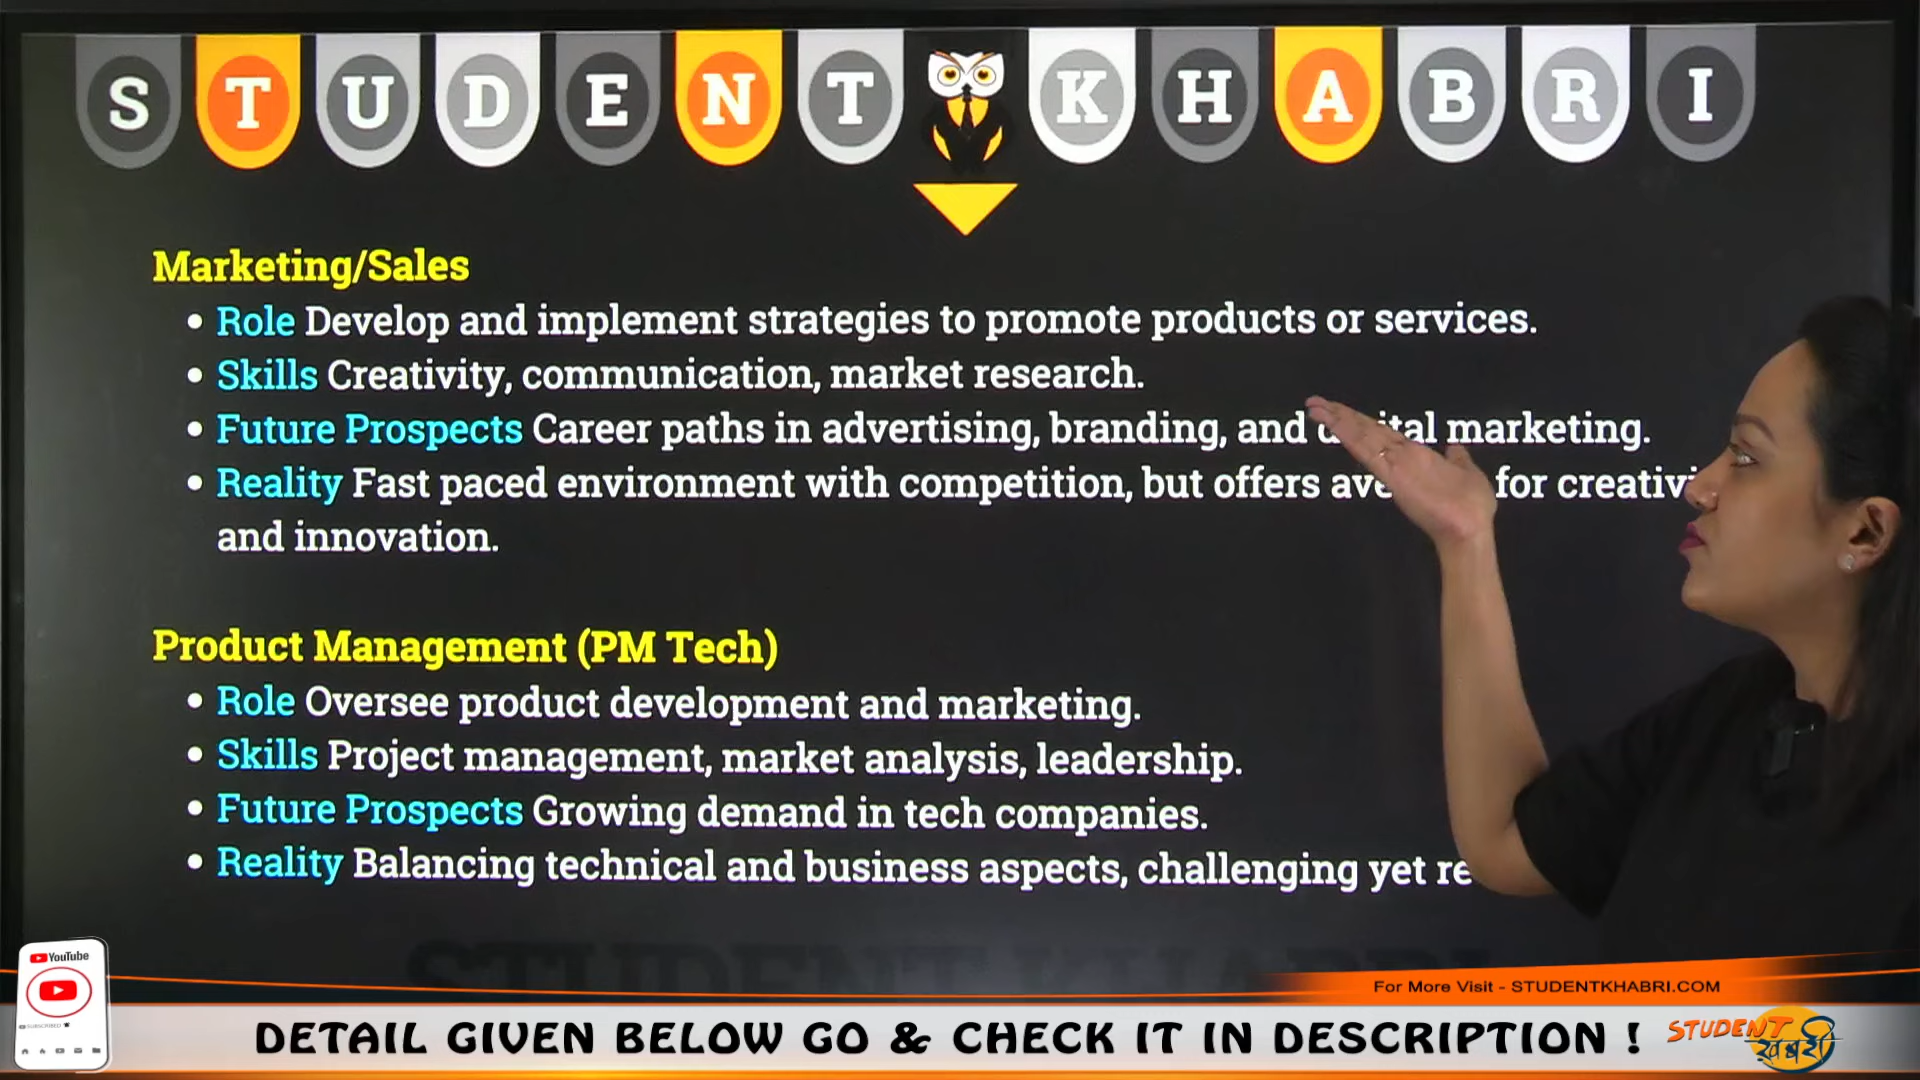 STUDENT KHABRI
Marketing/Sales
• Role Develop and implement strategies to promote products or services.
• Skills Creativity, communication, market research.
• Future Prospects Career paths in advertising, branding, and marketing.
• Reality Fast paced environment with competition, but offers for
and innovation.
Product Management (PM Tech)
• Role Oversee product development and marketing.
• Skills Project management, market analysis, leadership.
• Future Prospects Growing demand in tech companies.
• Reality Balancing technical and business aspects, challenging yet
STUDENT KHABRI
YouTube
SUBSCRIBED
For More Visit - STUDENTKHABRI.COM
DETAIL GIVEN BELOW GO & CHECK IT IN DESCRIPTION !
STUDENT
खबरी